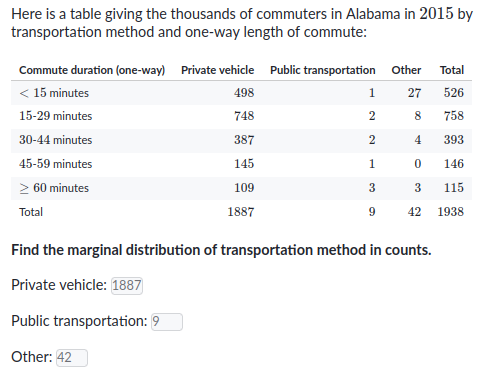 Here is a table giving the thousands of commuters in Alabama in 2015 by
transportation method and one-way length of commute:
Commute duration (one-way) Private vehicle Public transportation Other Total
< 15 minutes 498 1 27 526
15-29 minutes 748 2 8 758
30-44 minutes 387 2 4 393
45-59 minutes 145 1 0 146
≥ 60 minutes 109 3 3 115
Total 1887 9 42 1938
Find the marginal distribution of transportation method in counts.
Private vehicle: 1887
Public transportation: 9
Other: 42